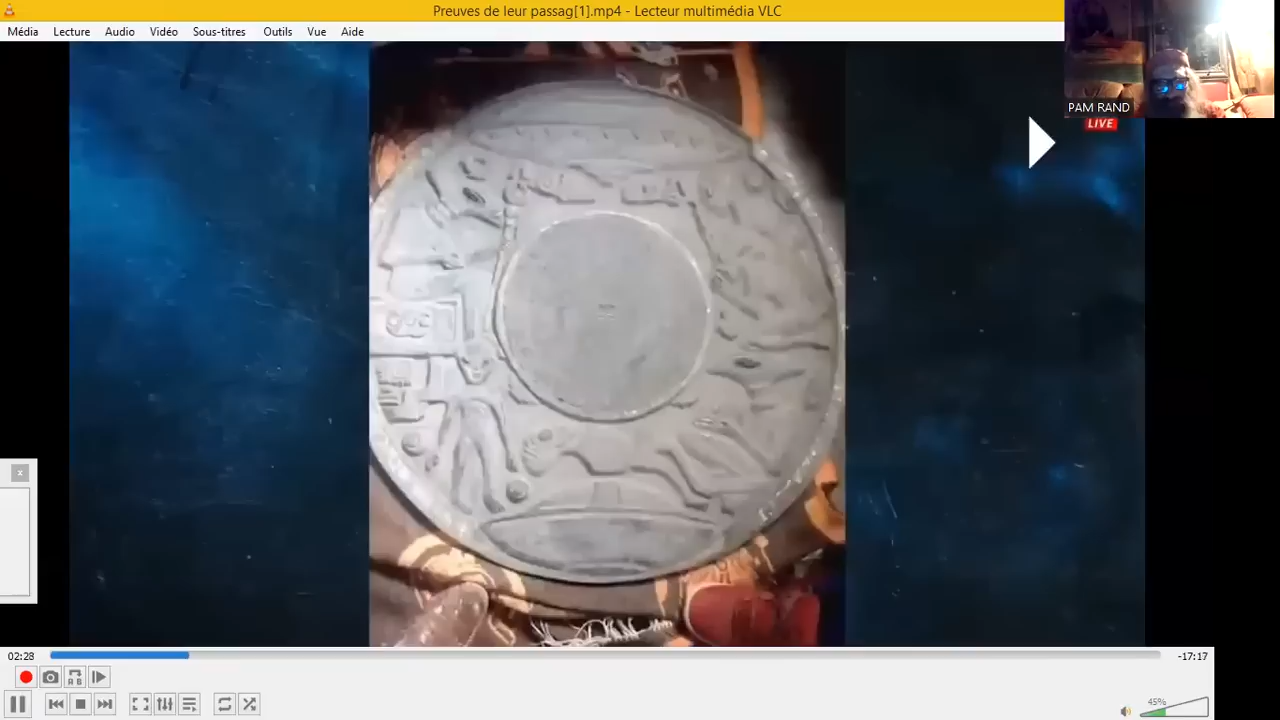 Preuves de leur passag[1].mp4 - Lecteur multimédia VLC
Média Lecture Audio Vidéo Sous-titres Outils Vue Aide
PAM RAND
LIVE
x
02:28
-17:17
A B
45%